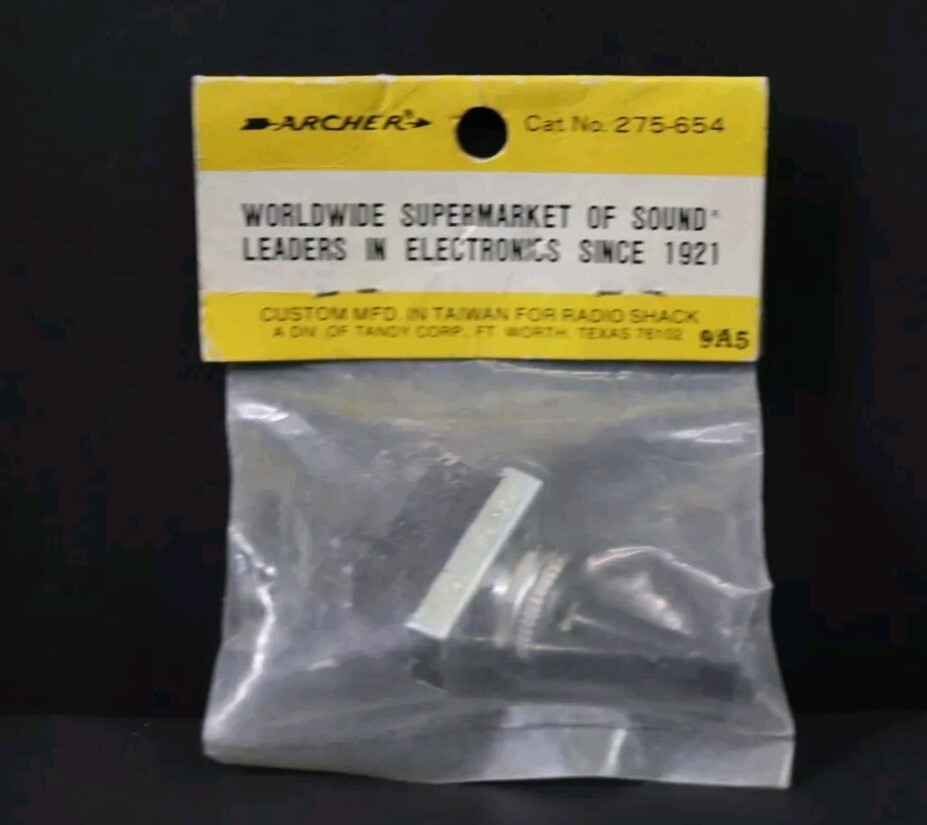 ARCHER®
Cat No. 275-654
WORLDWIDE SUPERMARKET OF SOUND®
LEADERS IN ELECTRONICS SINCE 1921
CUSTOM MFD. IN TAIWAN FOR RADIO SHACK
A DIV. OF TANDY CORP., FT. WORTH, TEXAS 76102
9A5